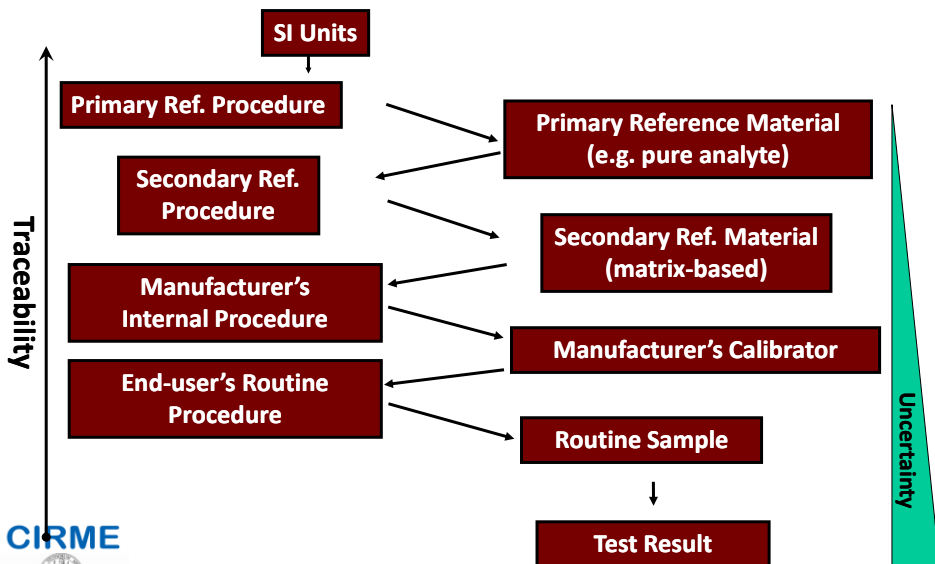 SI Units
Primary Ref. Procedure
Primary Reference Material
(e.g. pure analyte)
Secondary Ref.
Procedure
Secondary Ref. Material
(matrix-based)
Manufacturer's
Internal Procedure
Manufacturer's Calibrator
End-user's Routine
Procedure
Routine Sample
Test Result
Traceability
Uncertainty
CIRME